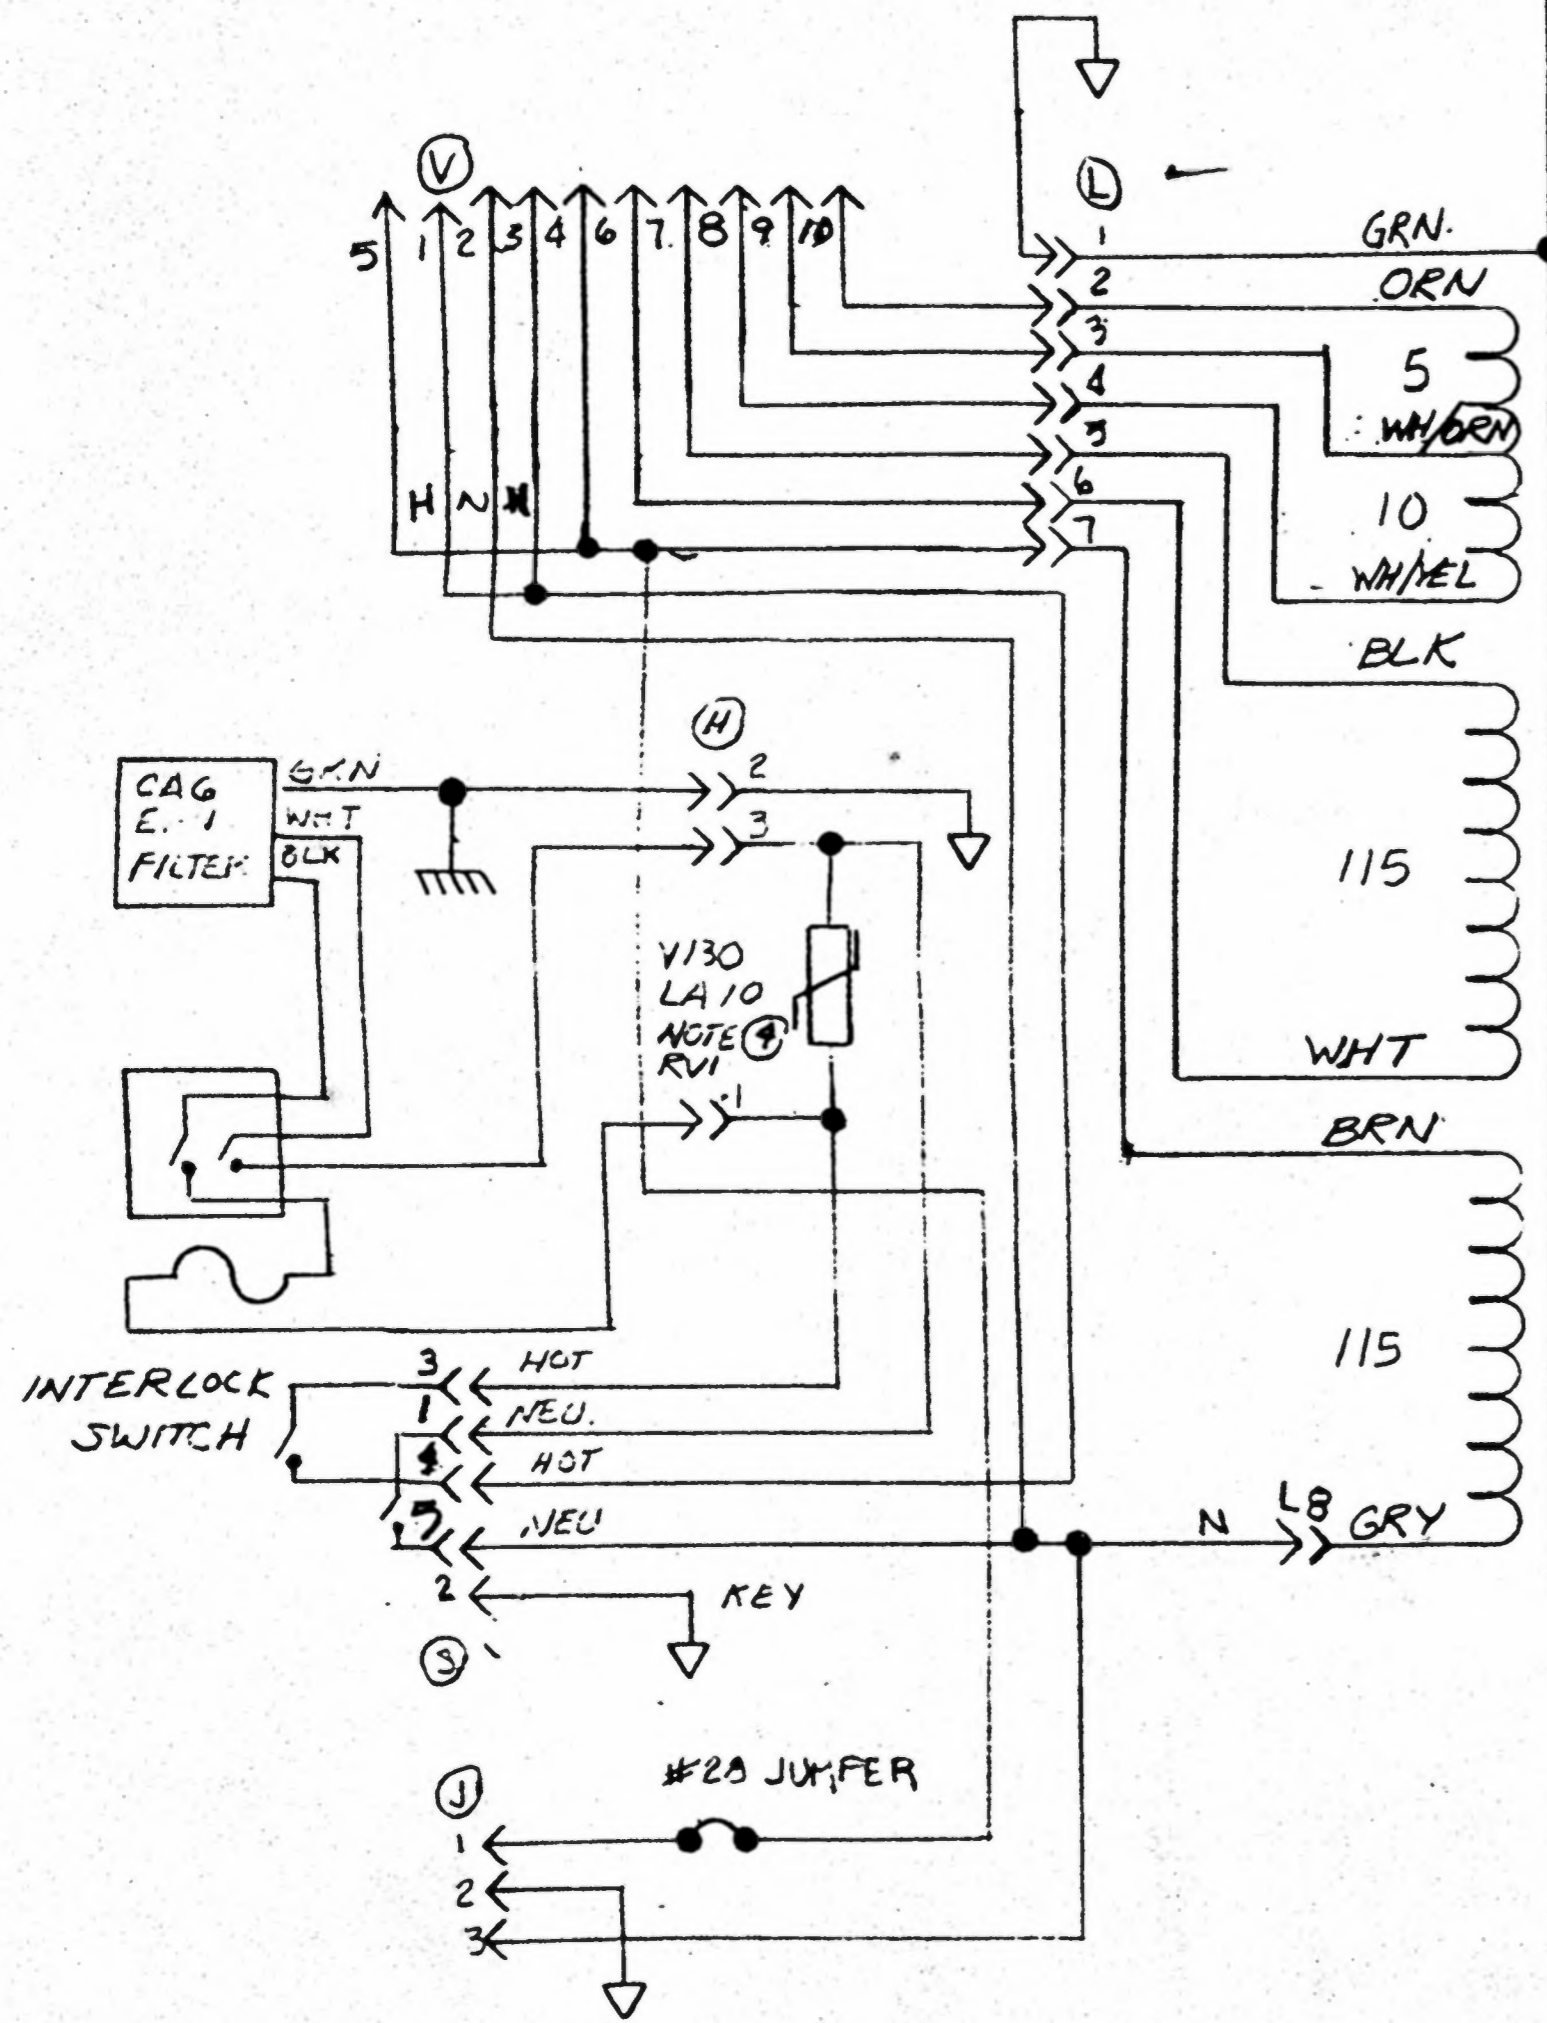 V
L
5 1 2 3 4 6 7 8 9 10
1
GRN.
2
ORN
3
5
4
WH/ORN
5
6
10
7
H N
WH/YEL
BLK
H
GRN
2
CAG
WHT
3
BLK
FILTER
115
V130
LA10
NOTE 4
RV1
WHT
1
BRN
INTERLOCK
SWITCH
3 HOT
1 NEU.
4 HOT
5 NEU
115
N L8 GRY
2 KEY
S
#28 JUMPER
J
1
2
3